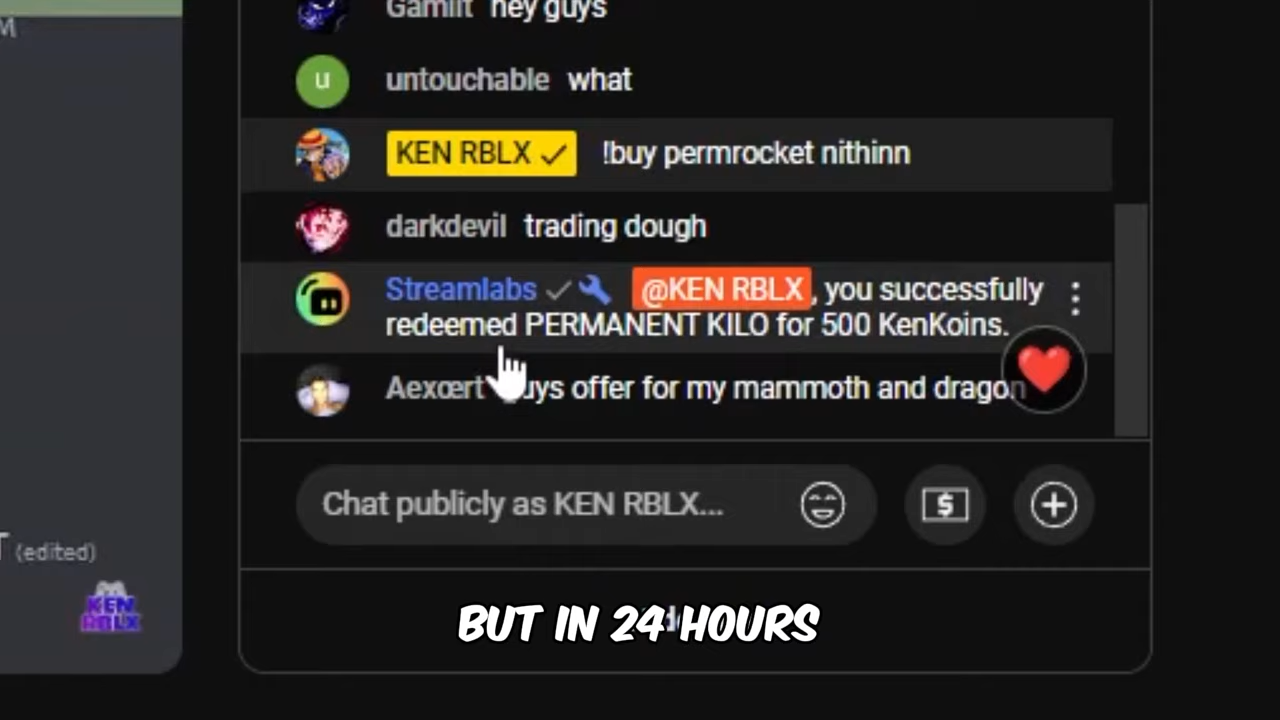 M
Gamilt hey guys
U
untouchable what
KEN RBLX !buy permrocket nithinn
darkdevil trading dough
Streamlabs @KEN RBLX, you successfully
redeemed PERMANENT KILO for 500 KenKoins.
Aexœrt guys offer for my mammoth and dragon
Chat publicly as KEN RBLX...
$
T (edited)
KEN
RBLX
BUT IN 24 HOURS